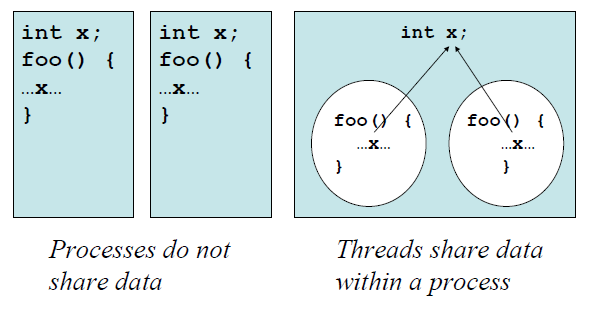 int x;
foo() {
…x…
}
int x;
foo() {
…x…
}
int x;
foo() {
…x…
}
foo() {
…x…
}
Processes do not
share data
Threads share data
within a process